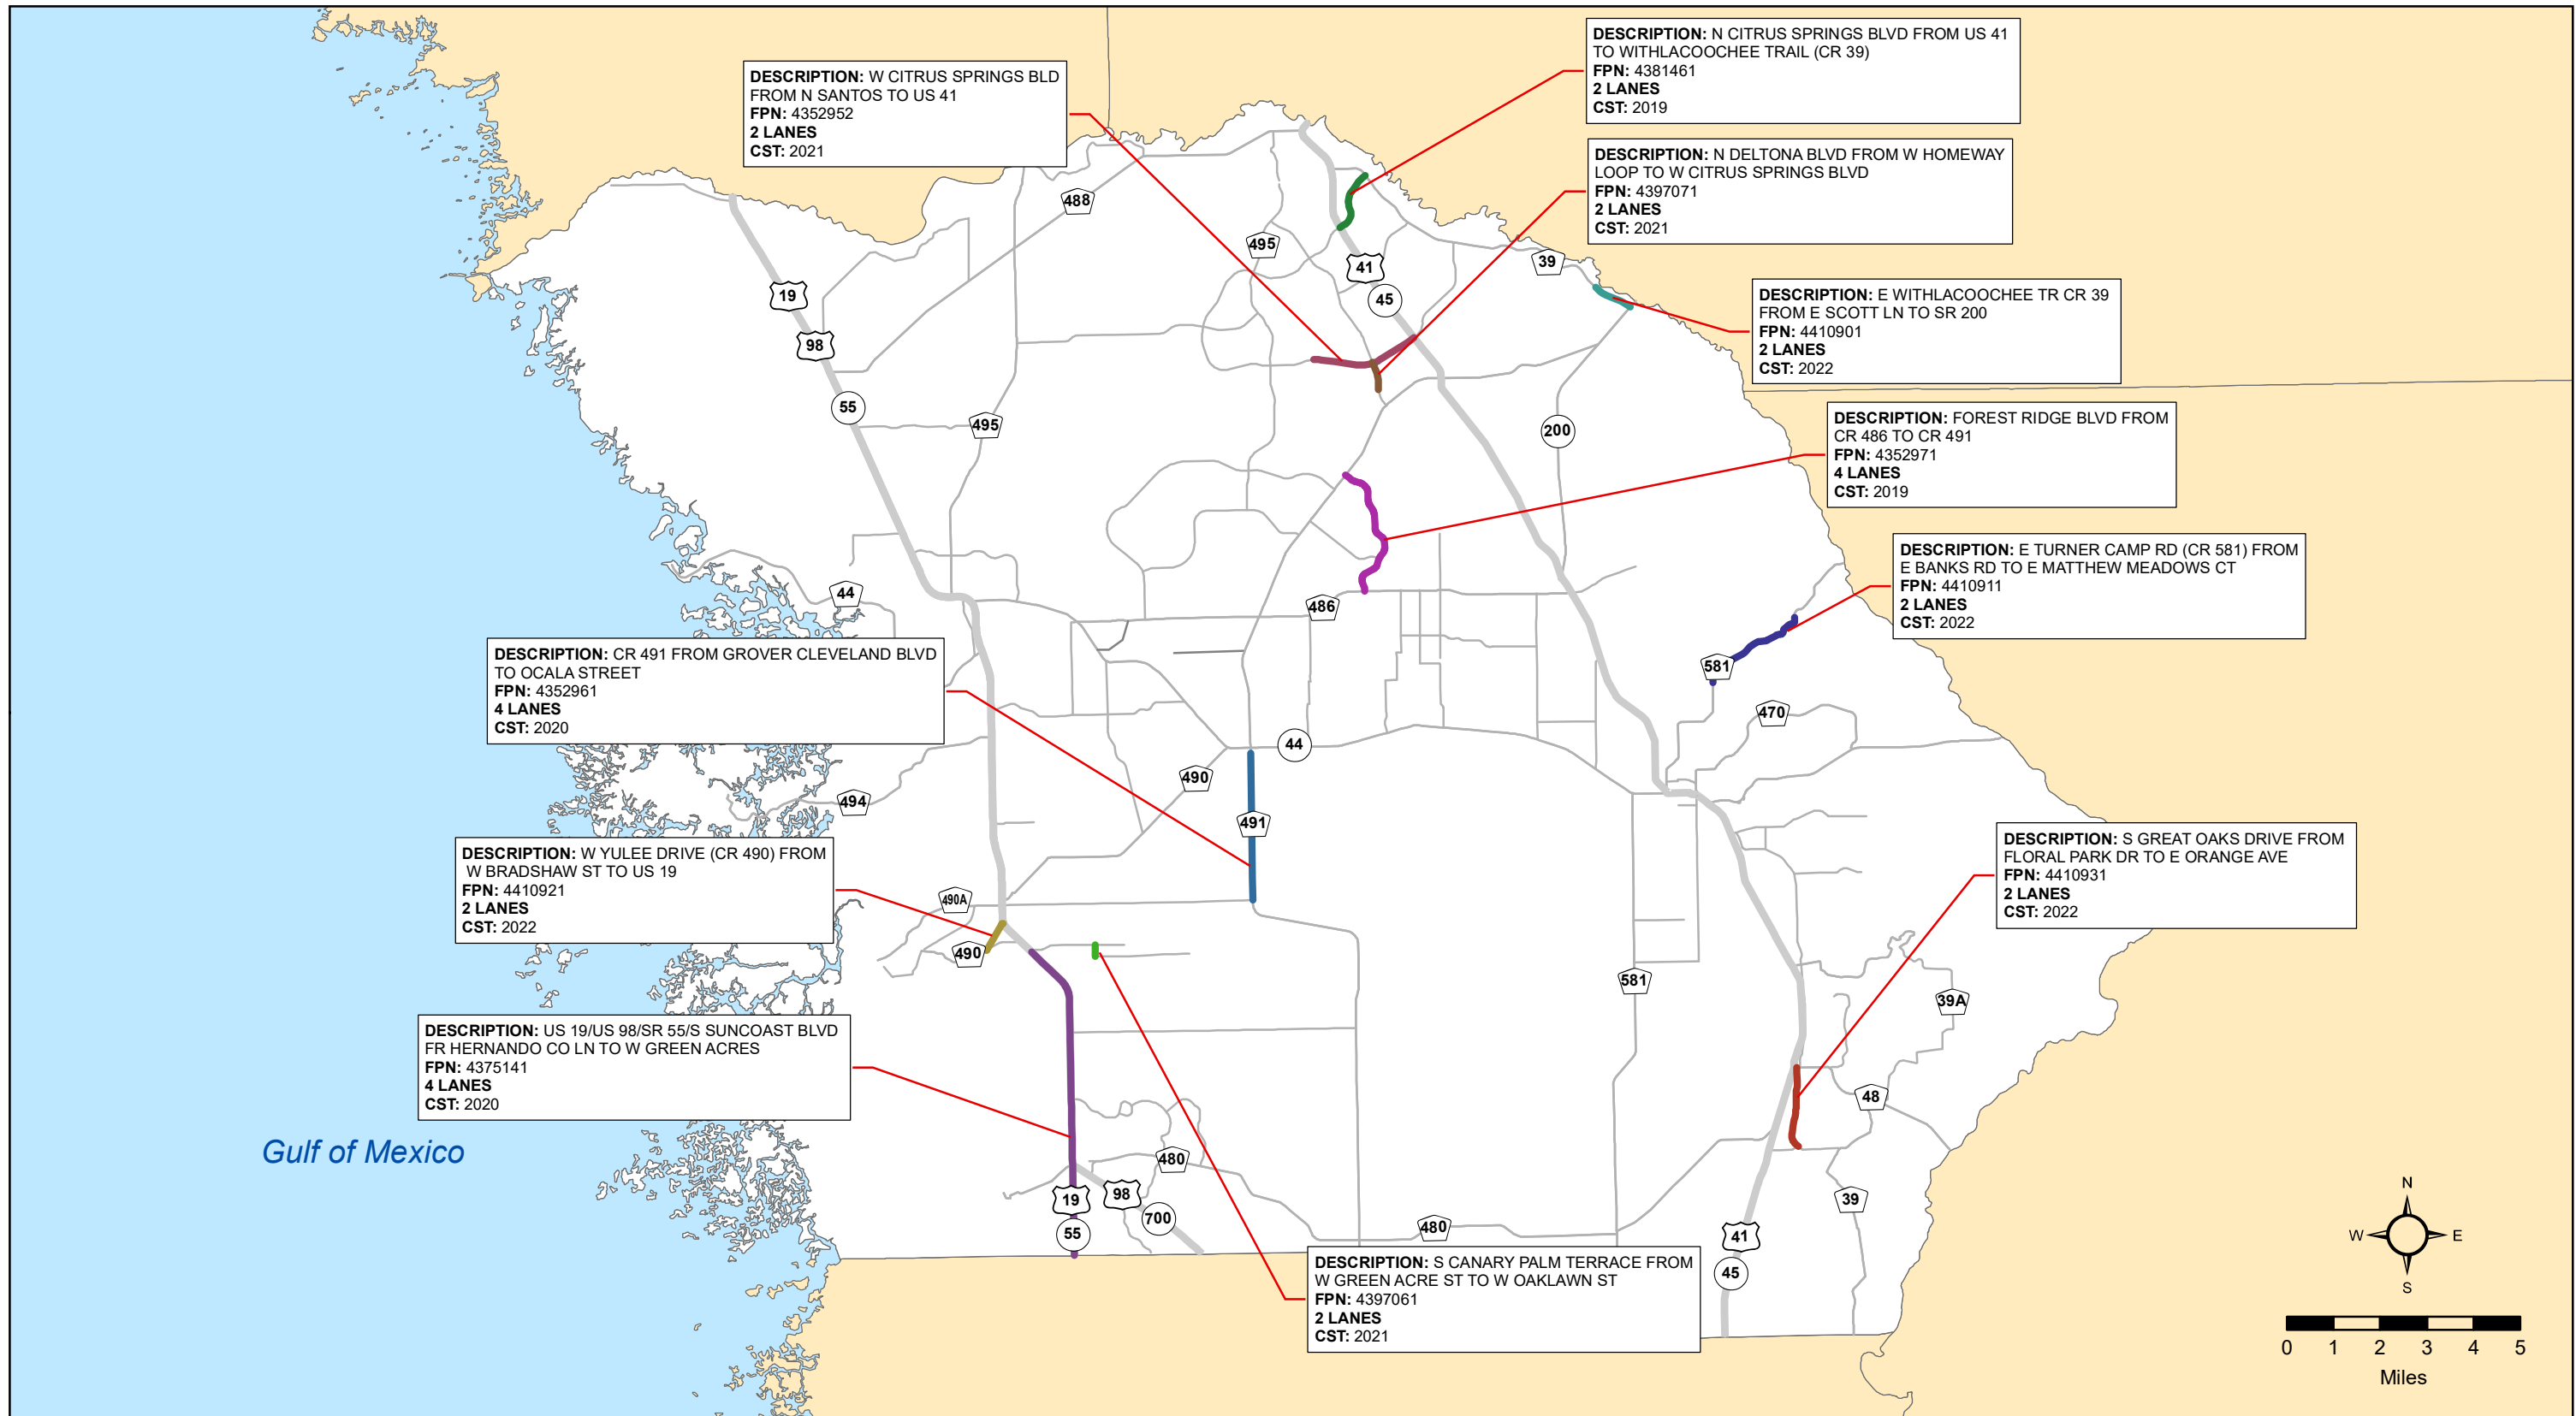 DESCRIPTION: W CITRUS SPRINGS BLD
FROM N SANTOS TO US 41
FPN: 4352952
2 LANES
CST: 2021
DESCRIPTION: N CITRUS SPRINGS BLVD FROM US 41
TO WITHLACOOCHEE TRAIL (CR 39)
FPN: 4381461
2 LANES
CST: 2019
DESCRIPTION: N DELTONA BLVD FROM W HOMEWAY
LOOP TO W CITRUS SPRINGS BLVD
FPN: 4397071
2 LANES
CST: 2021
DESCRIPTION: E WITHLACOOCHEE TR CR 39
FROM E SCOTT LN TO SR 200
FPN: 4410901
2 LANES
CST: 2022
DESCRIPTION: FOREST RIDGE BLVD FROM
CR 486 TO CR 491
FPN: 4352971
4 LANES
CST: 2019
DESCRIPTION: E TURNER CAMP RD (CR 581) FROM
E BANKS RD TO E MATTHEW MEADOWS CT
FPN: 4410911
2 LANES
CST: 2022
DESCRIPTION: CR 491 FROM GROVER CLEVELAND BLVD
TO OCALA STREET
FPN: 4352961
4 LANES
CST: 2020
DESCRIPTION: W YULEE DRIVE (CR 490) FROM
W BRADSHAW ST TO US 19
FPN: 4410921
2 LANES
CST: 2022
DESCRIPTION: S GREAT OAKS DRIVE FROM
FLORAL PARK DR TO E ORANGE AVE
FPN: 4410931
2 LANES
CST: 2022
DESCRIPTION: US 19/US 98/SR 55/S SUNCOAST BLVD
FR HERNANDO CO LN TO W GREEN ACRES
FPN: 4375141
4 LANES
CST: 2020
DESCRIPTION: S CANARY PALM TERRACE FROM
W GREEN ACRE ST TO W OAKLAWN ST
FPN: 4397061
2 LANES
CST: 2021
488
495
41
39
45
19
98
55
495
200
44
486
581
470
44
490
494
491
490A
490
581
39A
48
480
19
98
700
55
480
39
41
45
Gulf of Mexico
N
W
E
S
0 1 2 3 4 5
Miles